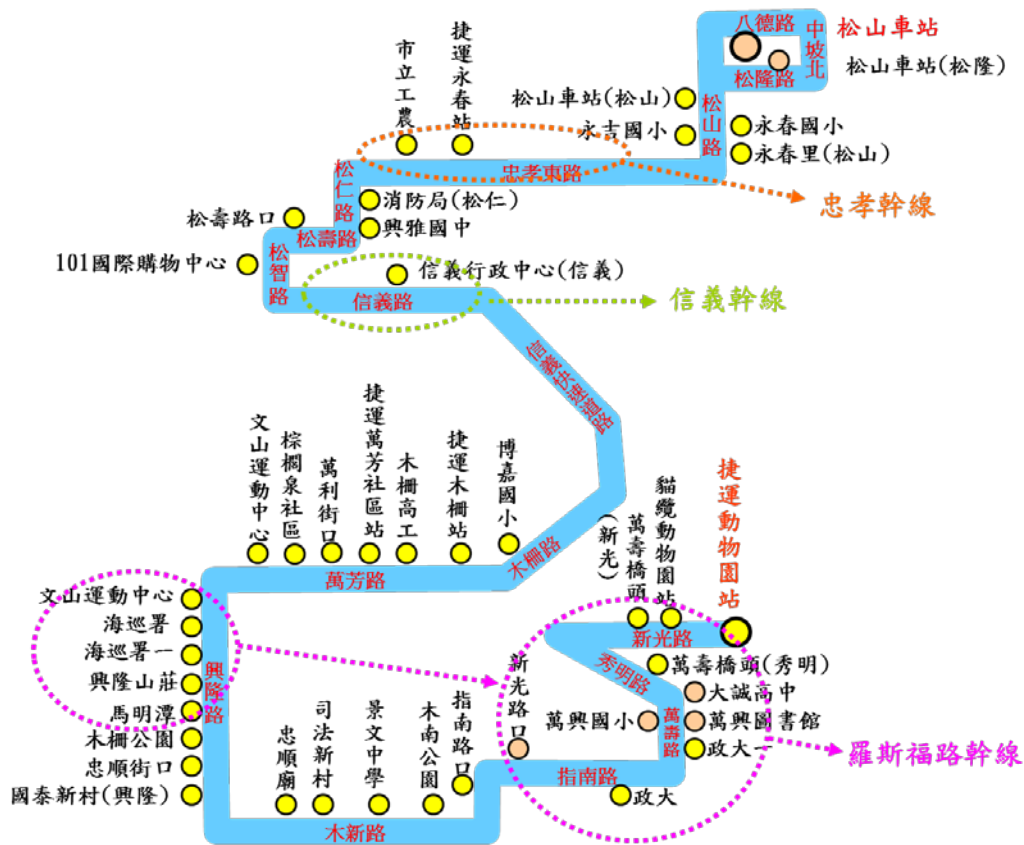 八德路
松山車站
中坡北
松隆路
松山車站(松隆)
松山車站(松山)
永吉國小
松山路
永春國小
永春里(松山)
市立工農
捷運永春站
忠孝東路
忠孝幹線
松仁路
消防局(松仁)
興雅國中
松壽路口
松壽路
101國際購物中心
松智路
信義行政中心(信義)
信義路
信義幹線
信義快速道路
文山運動中心
棕櫚泉社區
萬利街口
捷運萬芳社區站
木柵高工
捷運木柵站
博嘉國小
木柵路
萬芳路
萬壽橋頭
(新光)
貓纜動物園站
捷運動物園站
新光路
文山運動中心
海巡署
海巡署一
興隆山莊
馬明潭
木柵公園
忠順街口
國泰新村(興隆)
興隆路
秀明路
萬壽橋頭(秀明)
大誠高中
萬興國小
萬壽路
萬興圖書館
政大一
羅斯福路幹線
忠順廟
司法新村
景文中學
木南公園
指南路口
新光路口
指南路
政大
木新路